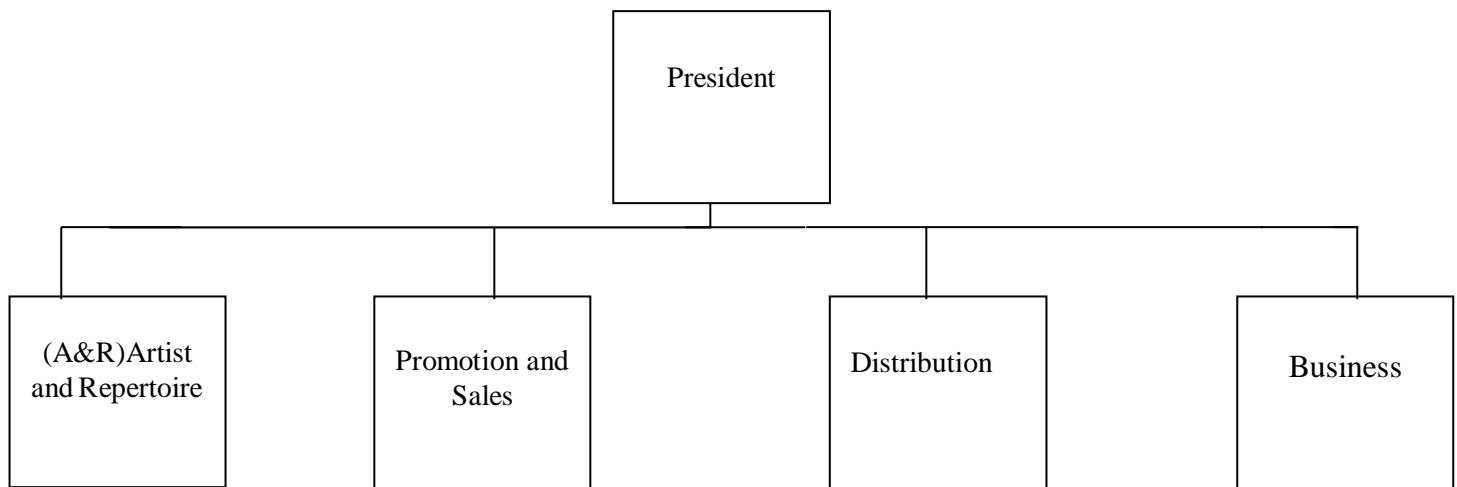 President
(A&R)Artist
and Repertoire
Promotion and
Sales
Distribution
Business